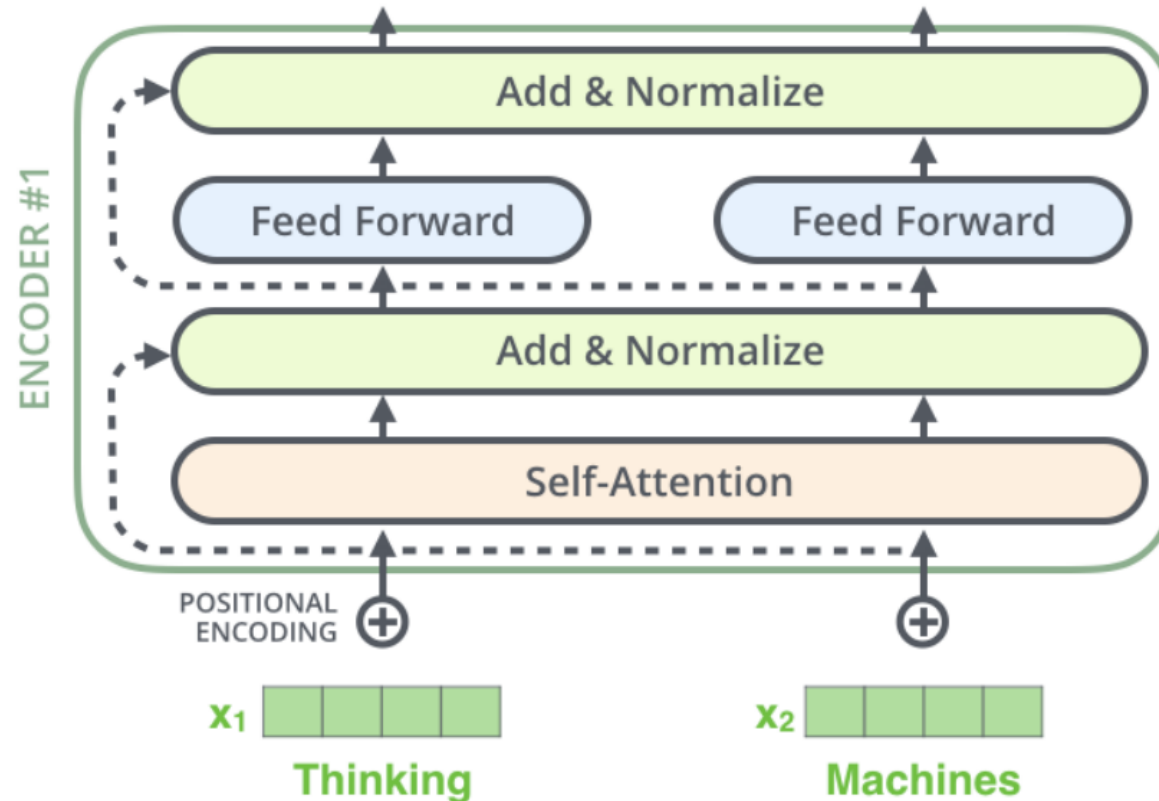 ENCODER #1
Add & Normalize
Feed Forward
Feed Forward
Add & Normalize
Self-Attention
POSITIONAL
ENCODING
x₁
x₂
Thinking
Machines